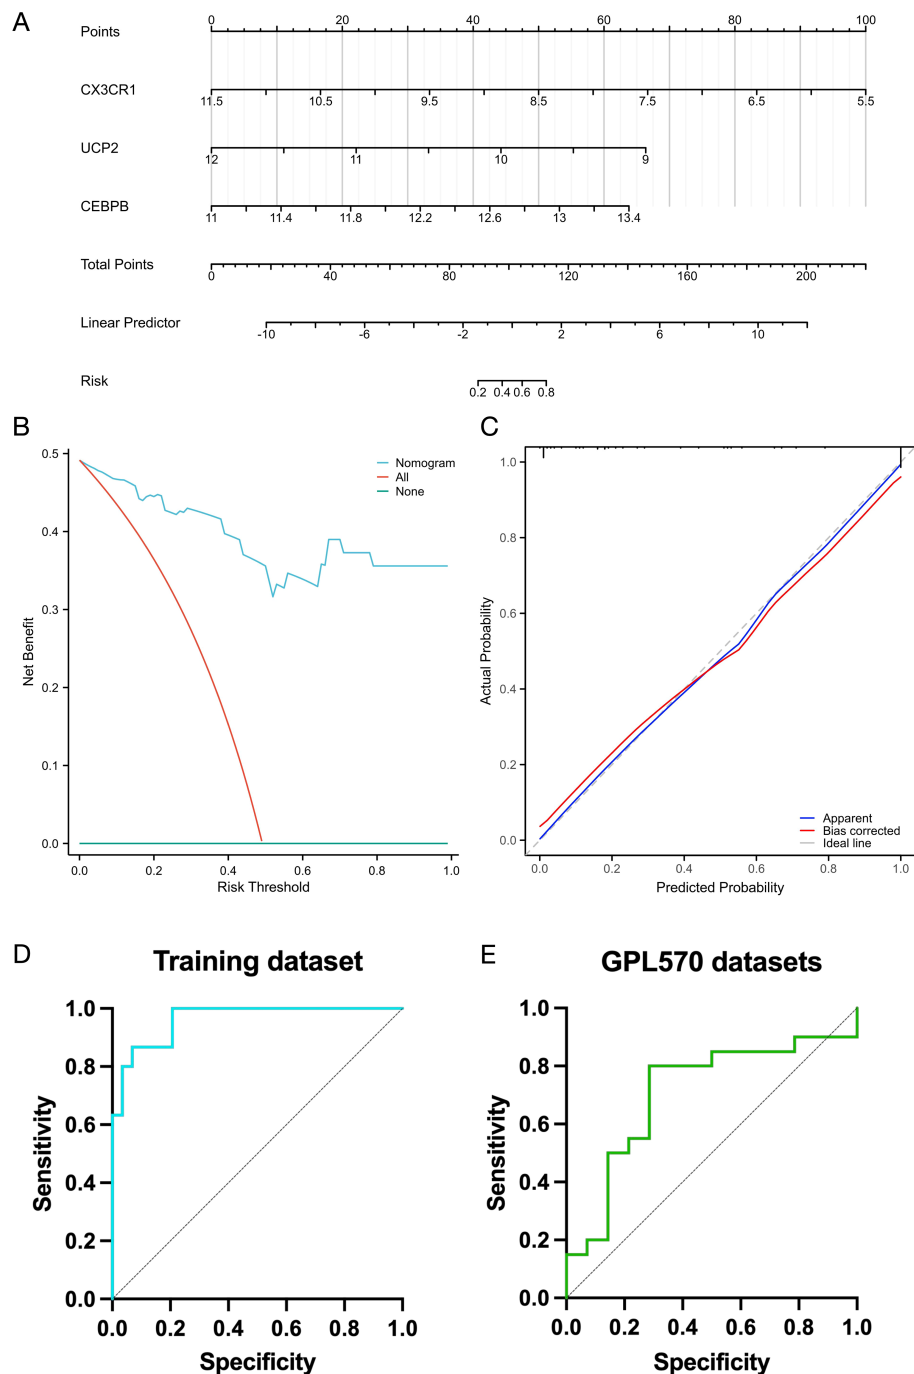 A
Points
0 20 40 60 80 100
CX3CR1
11.5 10.5 9.5 8.5 7.5 6.5 5.5
UCP2
12 11 10 9
CEBPB
11 11.4 11.8 12.2 12.6 13 13.4
Total Points
0 40 80 120 160 200
Linear Predictor
-10 -6 -2 2 6 10
Risk
0.2 0.4 0.6 0.8
B
0.5
0.4
0.3
0.2
0.1
0.0
Net Benefit
Nomogram
All
None
0.0 0.2 0.4 0.6 0.8 1.0
Risk Threshold
C
1.0
0.8
0.6
0.4
0.2
0.0
Actual Probability
Apparent
Bias corrected
Ideal line
0.0 0.2 0.4 0.6 0.8 1.0
Predicted Probability
D
Training dataset
1.0
0.8
0.6
0.4
0.2
0.0
Sensitivity
0.0 0.2 0.4 0.6 0.8 1.0
Specificity
E
GPL570 datasets
1.0
0.8
0.6
0.4
0.2
0.0
Sensitivity
0.0 0.2 0.4 0.6 0.8 1.0
Specificity